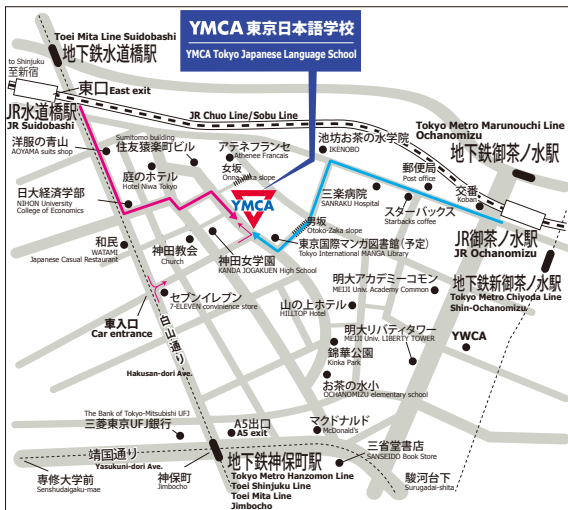 YMCA 東京日本語学校
YMCA Tokyo Japanese Language School
Toei Mita Line Suidobashi
地下鉄水道橋駅
to Shinjuku
至新宿
東口 East exit
JR水道橋駅
JR Suidobashi
JR Chuo Line/Sobu Line
Tokyo Metro Marunouchi Line
Ochanomizu
地下鉄御茶ノ水駅
洋服の青山
AOYAMA suits shop
Sumitomo building
住友猿楽町ビル
アテネフランセ
Athenee Francais
池坊お茶の水学院
IKENOBO
郵便局
Post office
交番
Koban
庭のホテル
Hotel Niwa Tokyo
女坂
Onnazaka slope
YMCA
三楽病院
SANRAKU Hospital
スターバックス
Starbacks coffee
日大経済学部
NIHON University
College of Economics
男坂
Otoko-Zaka slope
JR御茶ノ水駅
JR Ochanomizu
和民
WATAMI
Japanese Casual Restaurant
神田教会
Church
神田女学園
KANDA JOGAKUEN High School
東京国際マンガ図書館(予定)
Tokyo International MANGA Library
地下鉄新御茶ノ水駅
Tokyo Metro Chiyoda Line
Shin-Ochanomizu
セブンイレブン
7-ELEVEN convinience store
明大アカデミーコモン
MEIJI Univ. Academy Common
山の上ホテル
HILLTOP Hotel
車入口
Car entrance
白山通り
Hakusan-dori Ave.
明大リバティタワー
MEIJI Univ. LIBERTY TOWER
YWCA
錦華公園
Kinka Park
お茶の水小
OCHANOMIZU elementary school
The Bank of Tokyo-Mitsubishi UFJ
三菱東京UFJ銀行
A5出口
A5 exit
マクドナルド
McDonald's
靖国通り
Yasukuni-dori Ave.
三省堂書店
SANSEIDO Book Store
専修大学前
Senshudaigaku-mae
神保町
Jimbocho
地下鉄神保町駅
Tokyo Metro Hanzomon Line
Toei Shinjuku Line
Toei Mita Line
Jimbocho
駿河台下
Surugadai-shita